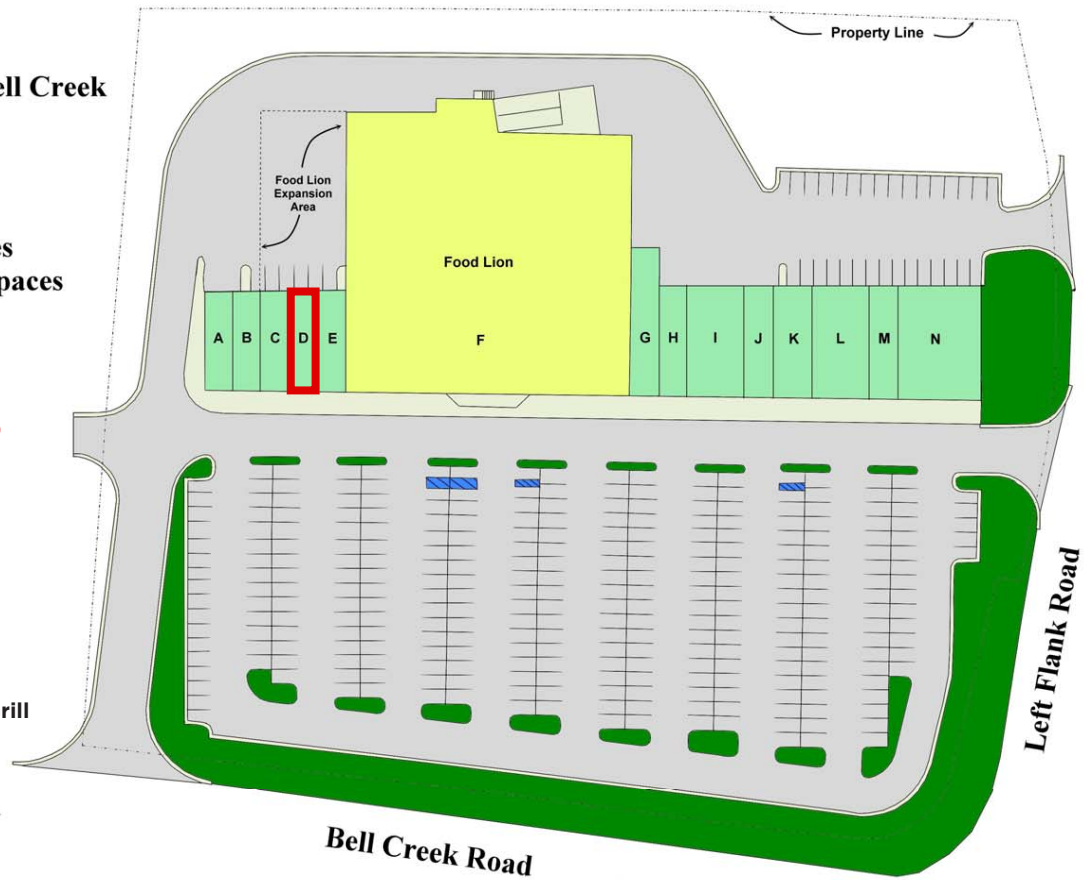 Property Line
ell Creek
Food Lion
Expansion
Area
es
paces
Food Lion
A B C D E F G H I J K L M N
rill
Left Flank Road
Bell Creek Road